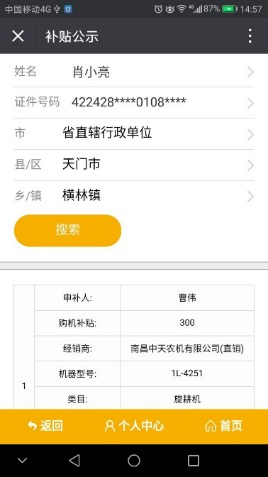 中国移动4G 87% 14:57
补贴公示
姓名 肖小亮
证件号码 422428****0108****
市 省直辖行政单位
县/区 天门市
乡/镇 横林镇
搜索
申补人: 曹伟
购机补贴: 300
经销商: 南昌中天农机有限公司(直销)
机器型号: 1L-4251
1 类目: 旋耕机
返回 个人中心 首页